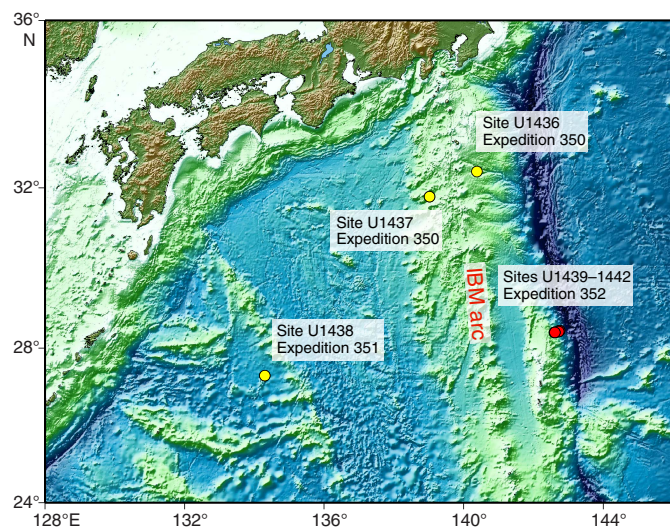 36°
N
Site U1436
Expedition 350
32°
Site U1437
Expedition 350
IBM arc
Sites U1439–1442
Expedition 352
Site U1438
Expedition 351
28°
24°
128°E
132°
136°
140°
144°